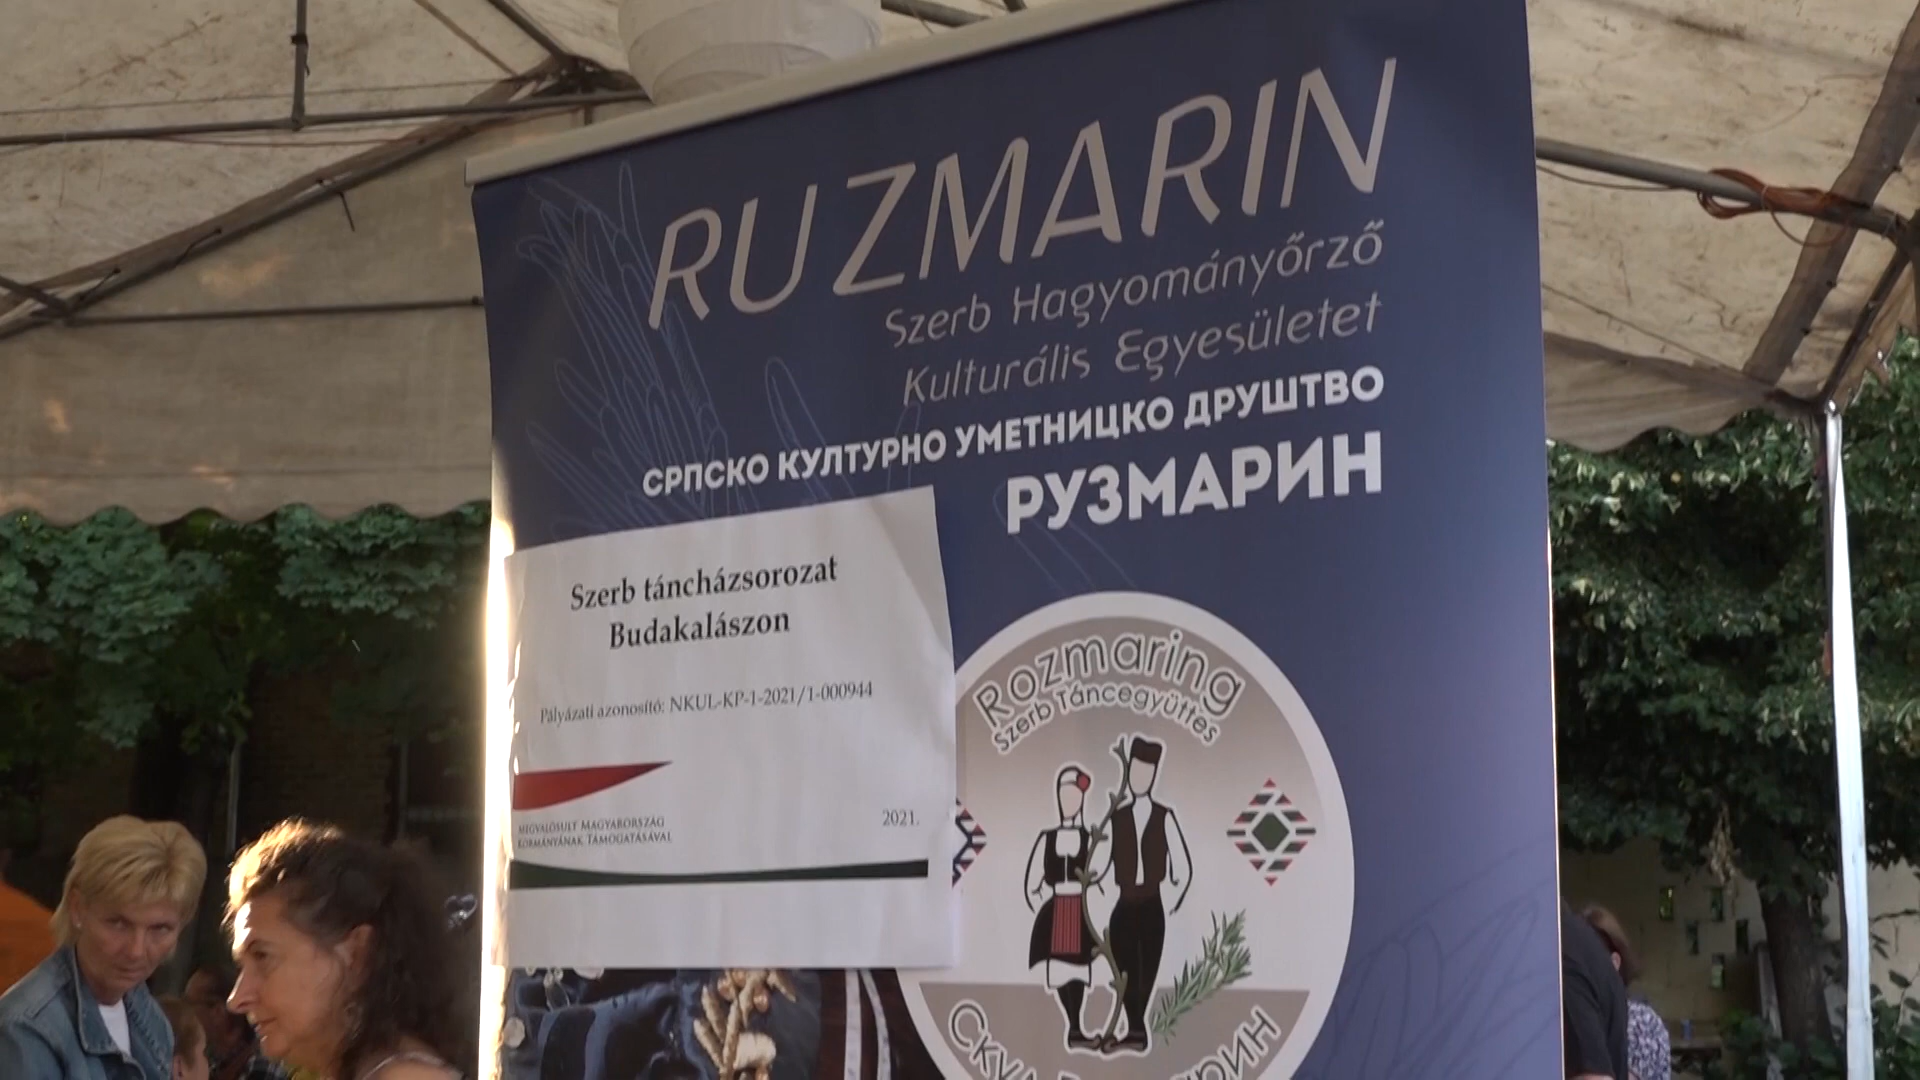 RUZMARIN
Szerb Hagyományőrző
Kulturális Egyesületet
СРПСКО КУЛТУРНО УМЕТНИЦКО ДРУШТВО
РУЗМАРИН
Szerb táncházsorozat
Budakalászon
Pályázati azonosító: NKUL-KP-1-2021/1-000944
MEGVALÓSULT MAGYARORSZÁG
KORMÁNYÁNAK TÁMOGATÁSÁVAL
2021.
Rozmaring
Szerb Táncegyüttes